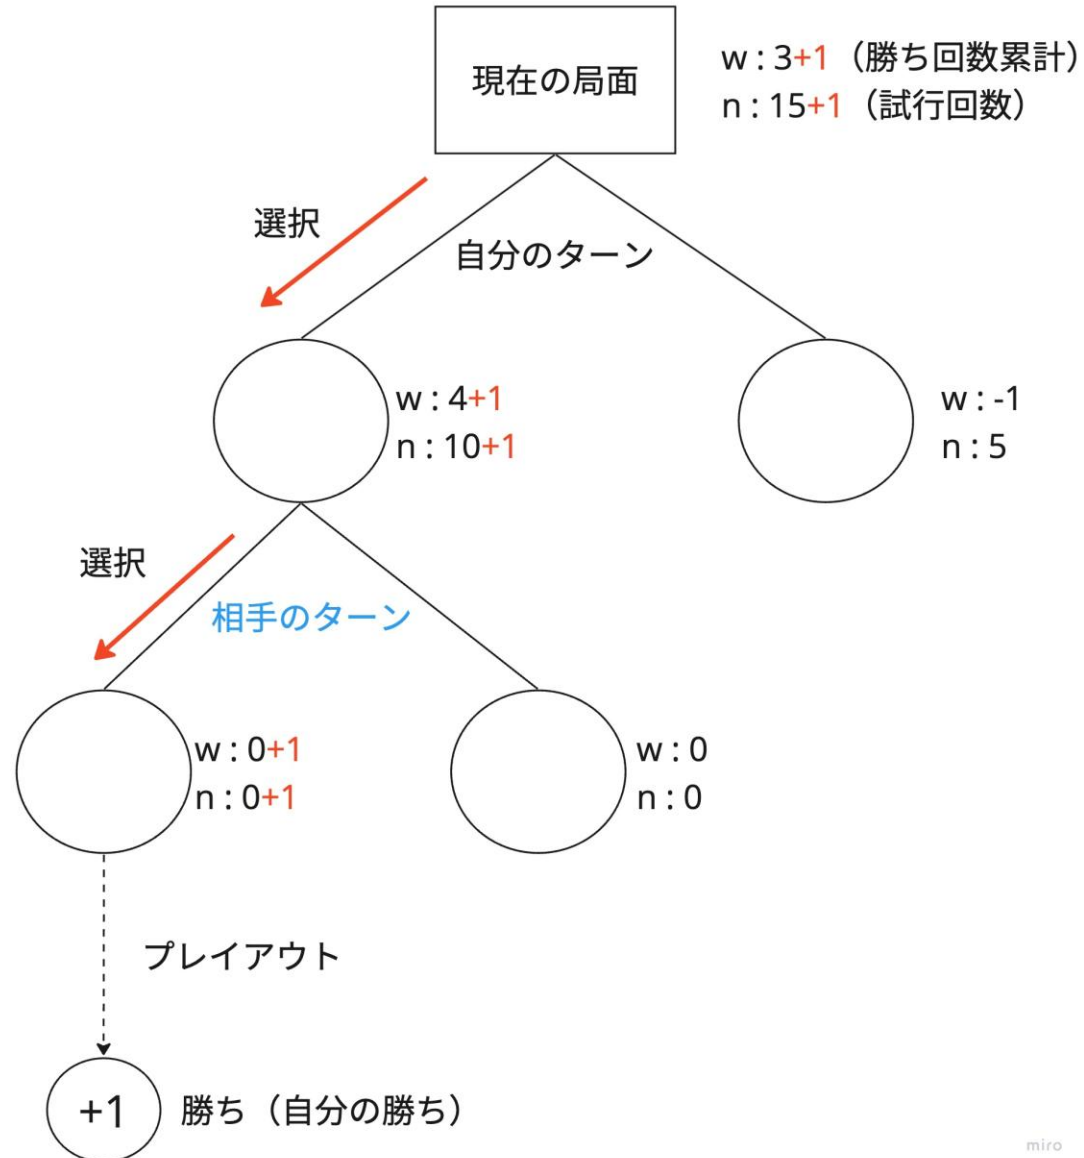 現在の局面
w : 3+1（勝ち回数累計）
n : 15+1（試行回数）
選択
自分のターン
w : 4+1
n : 10+1
w : -1
n : 5
選択
相手のターン
w : 0+1
n : 0+1
w : 0
n : 0
プレイアウト
+1
勝ち（自分の勝ち）
miro